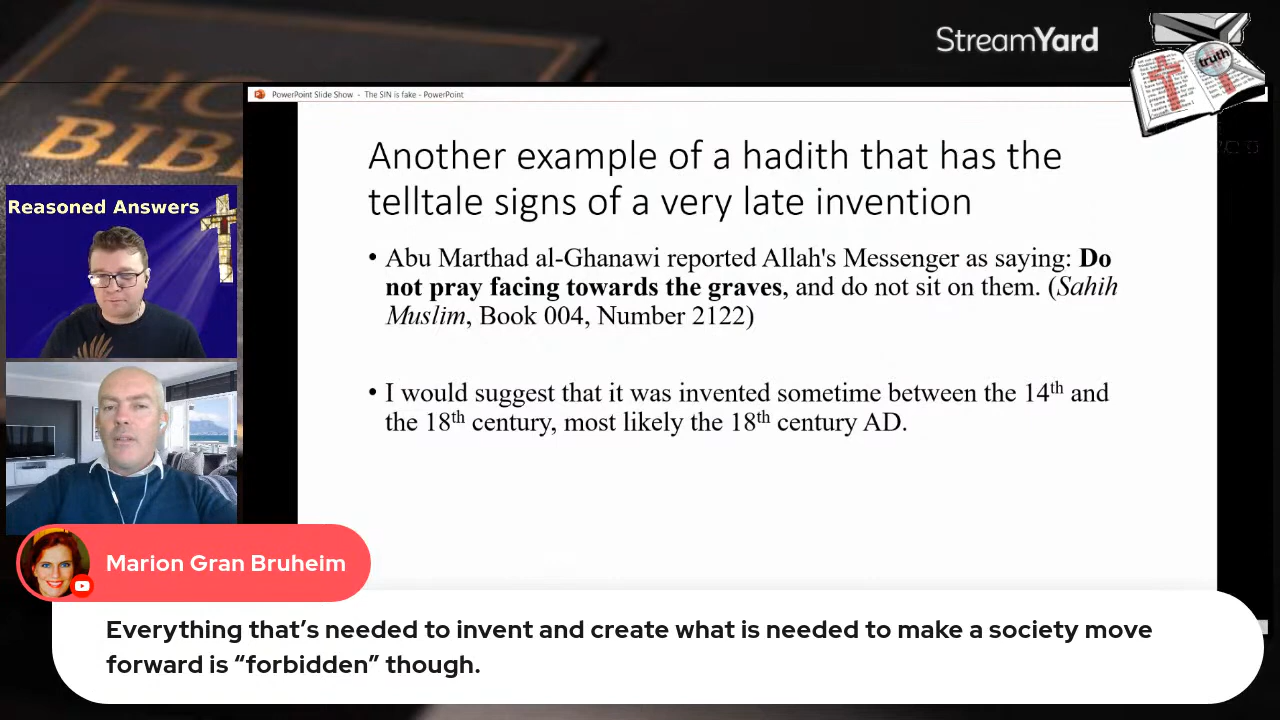 StreamYard
truth
HOLY
BIB
PowerPoint Slide Show - The SIN is fake - PowerPoint
Another example of a hadith that has the
telltale signs of a very late invention
• Abu Marthad al-Ghanawi reported Allah's Messenger as saying: Do
not pray facing towards the graves, and do not sit on them. (Sahih
Muslim, Book 004, Number 2122)
• I would suggest that it was invented sometime between the 14th and
the 18th century, most likely the 18th century AD.
Reasoned Answers
Marion Gran Bruheim
Everything that’s needed to invent and create what is needed to make a society move
forward is “forbidden” though.